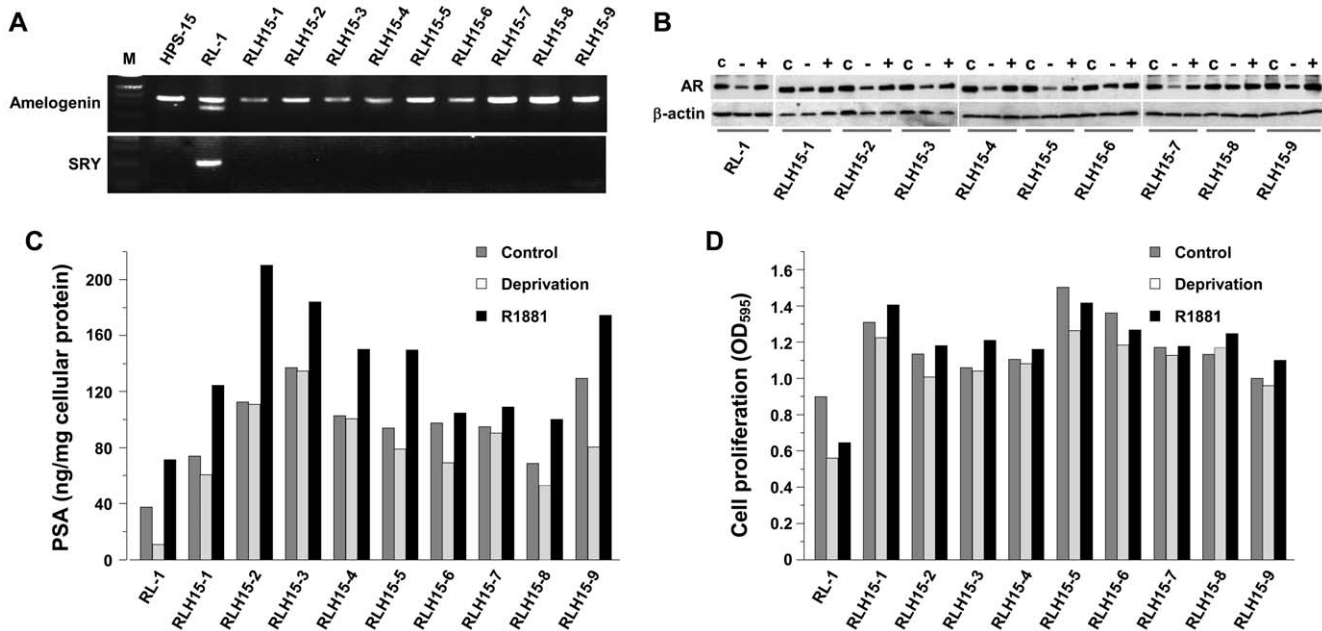 A
M HPS-15 RL-1 RLH15-1 RLH15-2 RLH15-3 RLH15-4 RLH15-5 RLH15-6 RLH15-7 RLH15-8 RLH15-9
Amelogenin
SRY
B
C - + C - + C - + C - + C - + C - + C - + C - + C - + C - +
AR
β-actin
RL-1 RLH15-1 RLH15-2 RLH15-3 RLH15-4 RLH15-5 RLH15-6 RLH15-7 RLH15-8 RLH15-9
C
Control
Deprivation
R1881
PSA (ng/mg cellular protein)
200
160
120
80
40
0
RL-1 RLH15-1 RLH15-2 RLH15-3 RLH15-4 RLH15-5 RLH15-6 RLH15-7 RLH15-8 RLH15-9
D
Control
Deprivation
R1881
Cell proliferation (OD595)
1.6
1.4
1.2
1.0
0.8
0.6
0.4
0.2
0
RL-1 RLH15-1 RLH15-2 RLH15-3 RLH15-4 RLH15-5 RLH15-6 RLH15-7 RLH15-8 RLH15-9